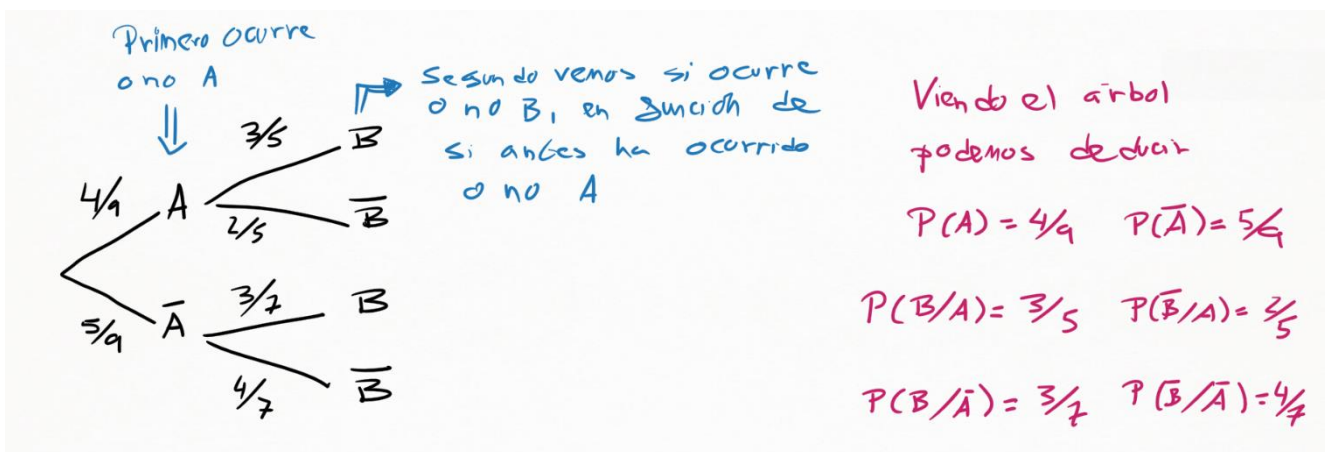 Primero ocurre
o no A
Segundo vemos si ocurre
o no B, en función de
si antes ha ocurrido
o no A
4/9 A 3/5 B
2/5 B̅
5/9 A̅ 3/7 B
4/7 B̅
Viendo el árbol
podemos deducir
P(A) = 4/9 P(A̅) = 5/9
P(B/A) = 3/5 P(B̅/A) = 2/5
P(B/A̅) = 3/7 P(B̅/A̅) = 4/7